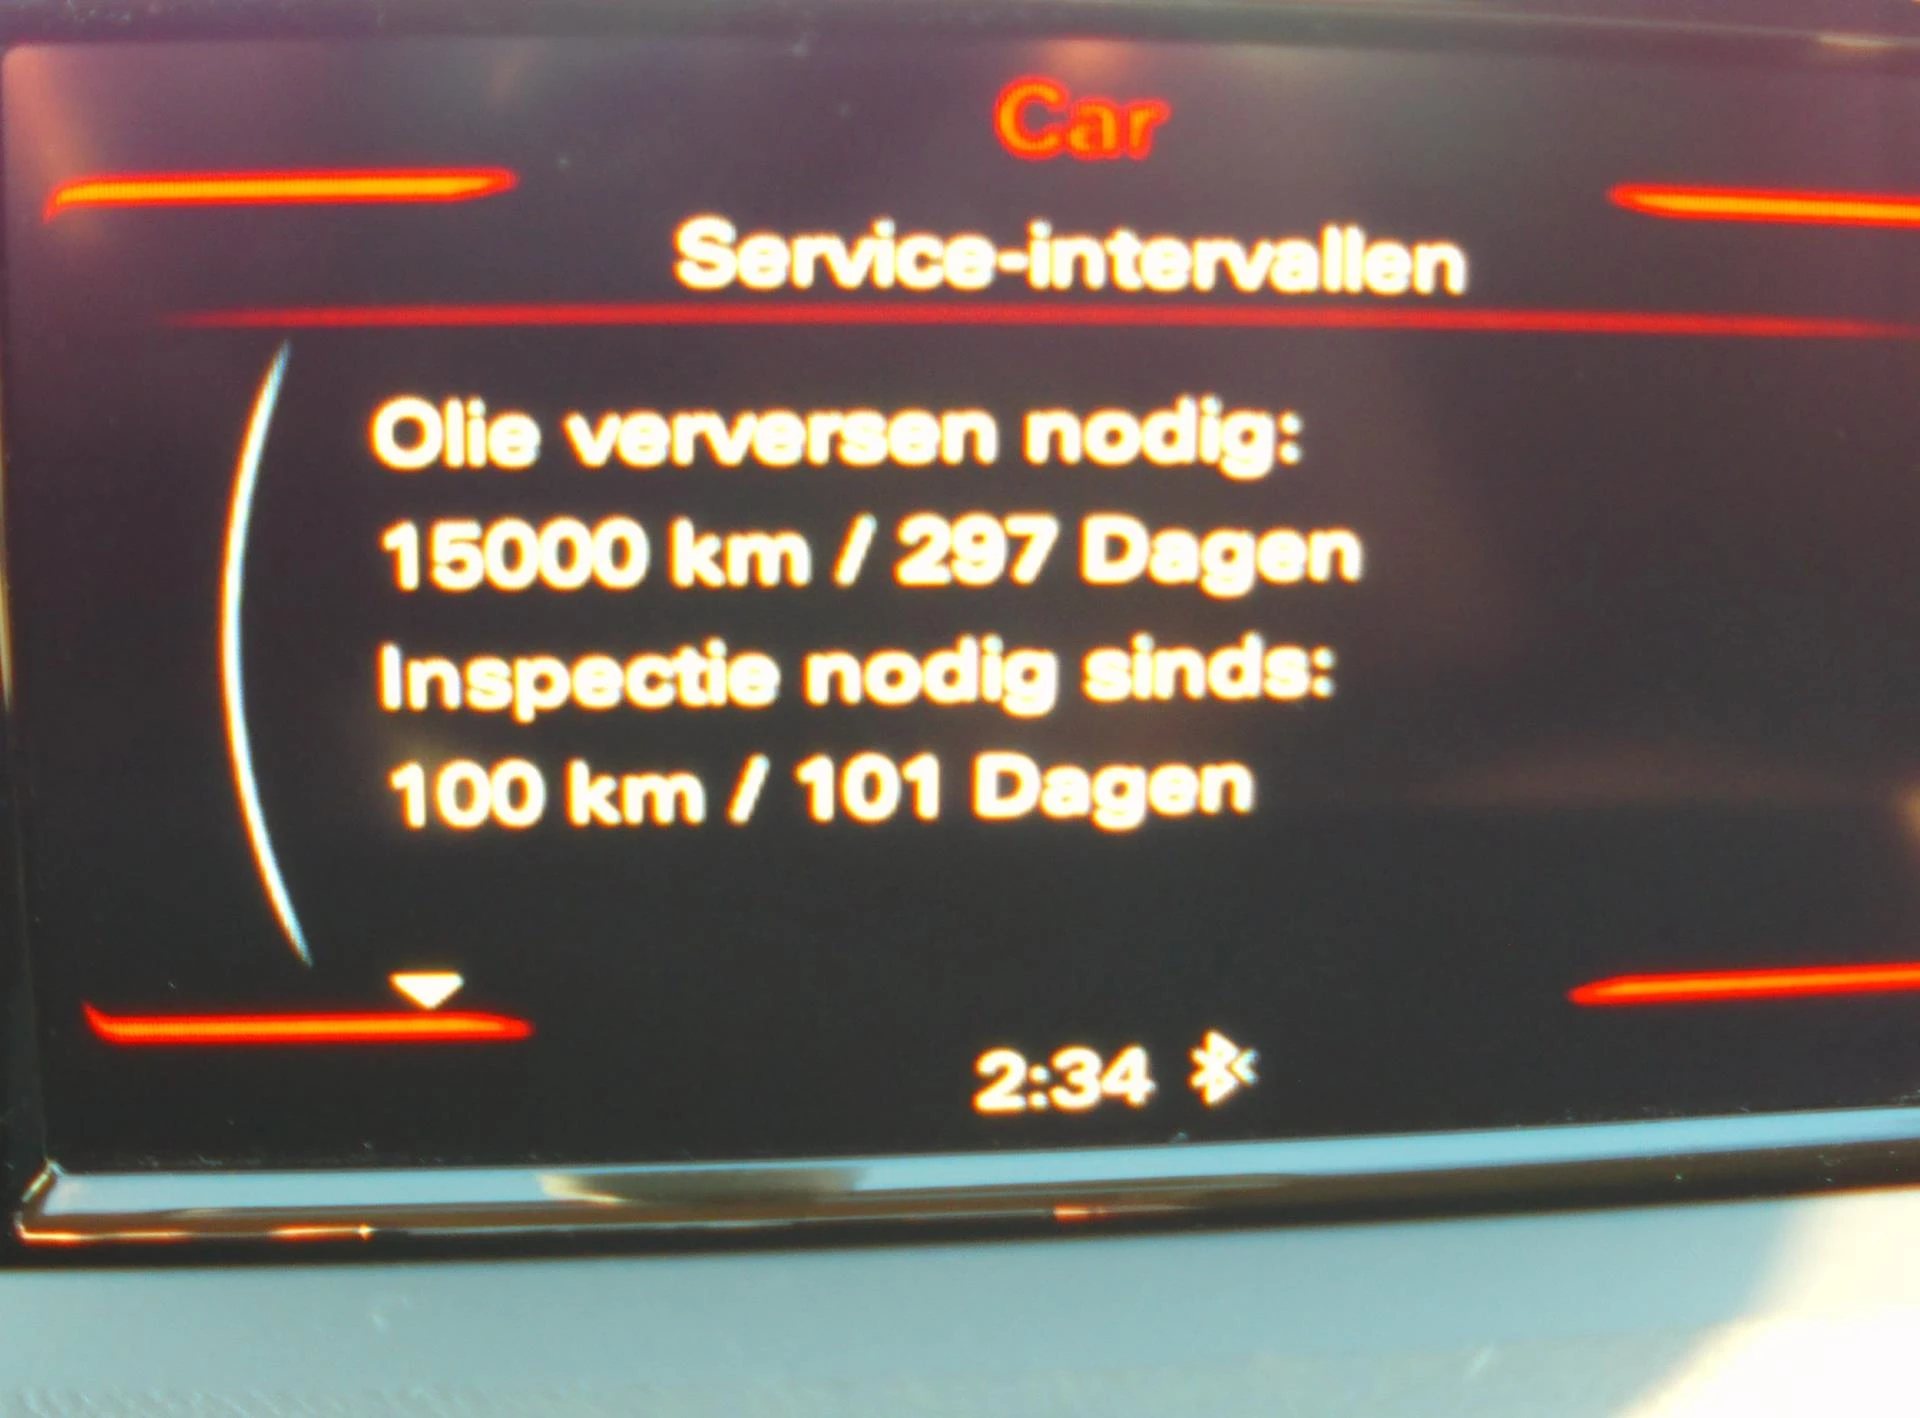 Car
Service-intervallen
Olie verversen nodig:
15000 km / 297 Dagen
Inspectie nodig sinds:
100 km / 101 Dagen
2:34